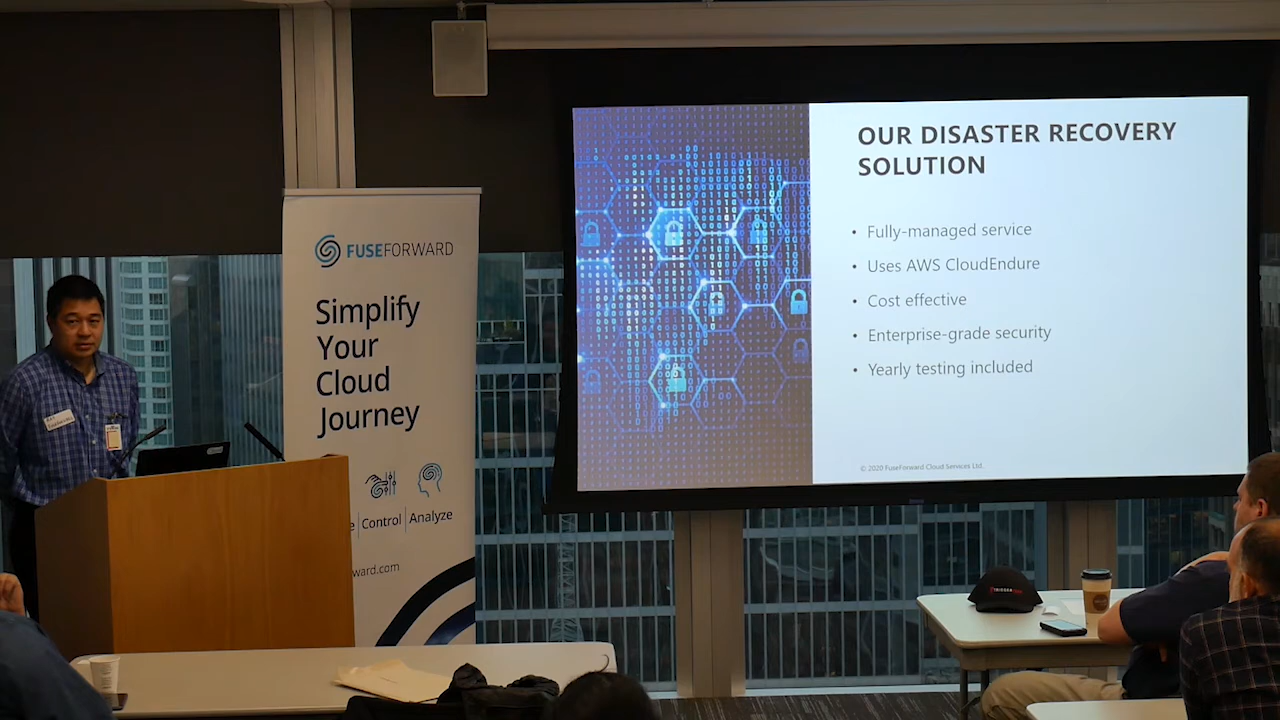 FUSEFORWARD
Simplify
Your
Cloud
Journey
Control
Analyze
ward.com
OUR DISASTER RECOVERY
SOLUTION
• Fully-managed service
• Uses AWS CloudEndure
• Cost effective
• Enterprise-grade security
• Yearly testing included
© 2020 FuseForward Cloud Services Ltd.